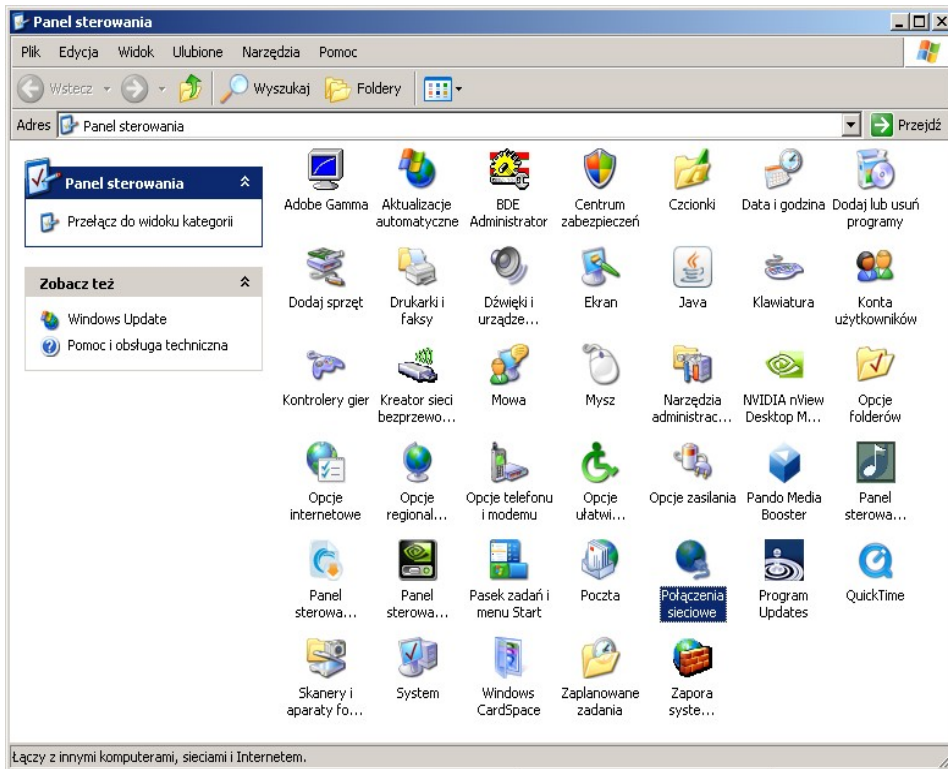 Panel sterowania
Plik Edycja Widok Ulubione Narzędzia Pomoc
Wstecz Wyszukaj Foldery
Adres Panel sterowania Przejdź
Panel sterowania
Przełącz do widoku kategorii
Zobacz też
Windows Update
Pomoc i obsługa techniczna
Adobe Gamma
Aktualizacje
automatyczne
BDE
Administrator
Centrum
zabezpieczeń
Czcionki
Data i godzina
Dodaj lub usuń
programy
Dodaj sprzęt
Drukarki i
faksy
Dźwięki i
urządze...
Ekran
Java
Klawiatura
Konta
użytkowników
Kontrolery gier
Kreator sieci
bezprzewo...
Mowa
Mysz
Narzędzia
administrac...
NVIDIA nView
Desktop M...
Opcje
folderów
Opcje
internetowe
Opcje
regional...
Opcje telefonu
i modemu
Opcje
ułatwi...
Opcje zasilania
Pando Media
Booster
Panel
sterowa...
Panel
sterowa...
Panel
sterowa...
Pasek zadań i
menu Start
Poczta
Połączenia
sieciowe
Program
Updates
QuickTime
Skanery i
aparaty fo...
System
Windows
CardSpace
Zaplanowane
zadania
Zapora
syste...
Łączy z innymi komputerami, sieciami i Internetem.